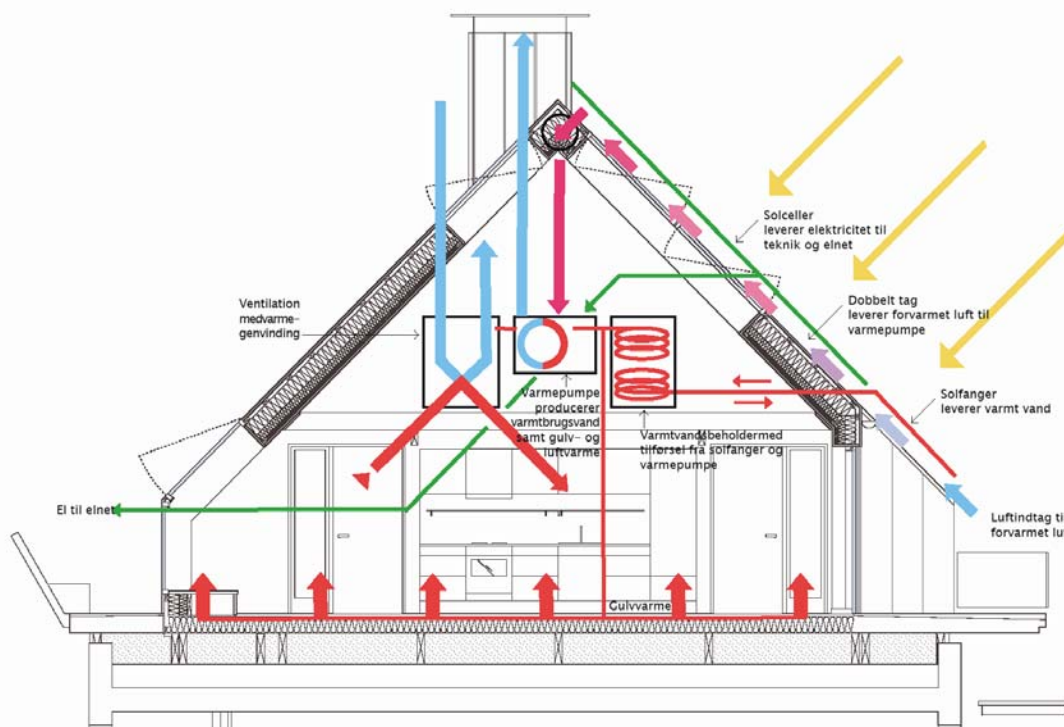 Solceller
leverer elektricitet til
teknik og elnet
Dobbelt tag
leverer forvarmet luft til
varmepumpe
Ventilation
medvarme-
genvinding
Solfanger
leverer varmt vand
Varmepumpe
producerer
varmtbrugsvand
samt gulv- og
luftvarme
Varmtvandsbeholdermed
tilførsel fra solfanger og
varmepumpe
El til elnet
Luftindtag ti
forvarmet lu
Gulvvarme